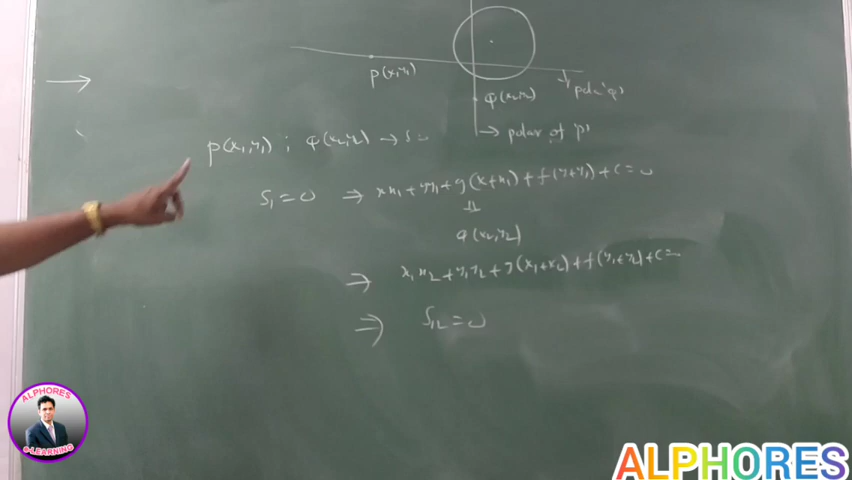 P(x₁,y₁)
Q(x₂,y₂)
polar of P
P(x₁,y₁) ; Q(x₂,y₂) → S=0
S₁=0 ⇒ xx₁+yy₁+g(x+x₁)+f(y+y₁)+c=0
Q(x₂,y₂)
⇒ x₁x₂+y₁y₂+g(x₁+x₂)+f(y₁+y₂)+c=
⇒ S₁₂=0
ALPHORES
e-LEARNING
ALPHORES